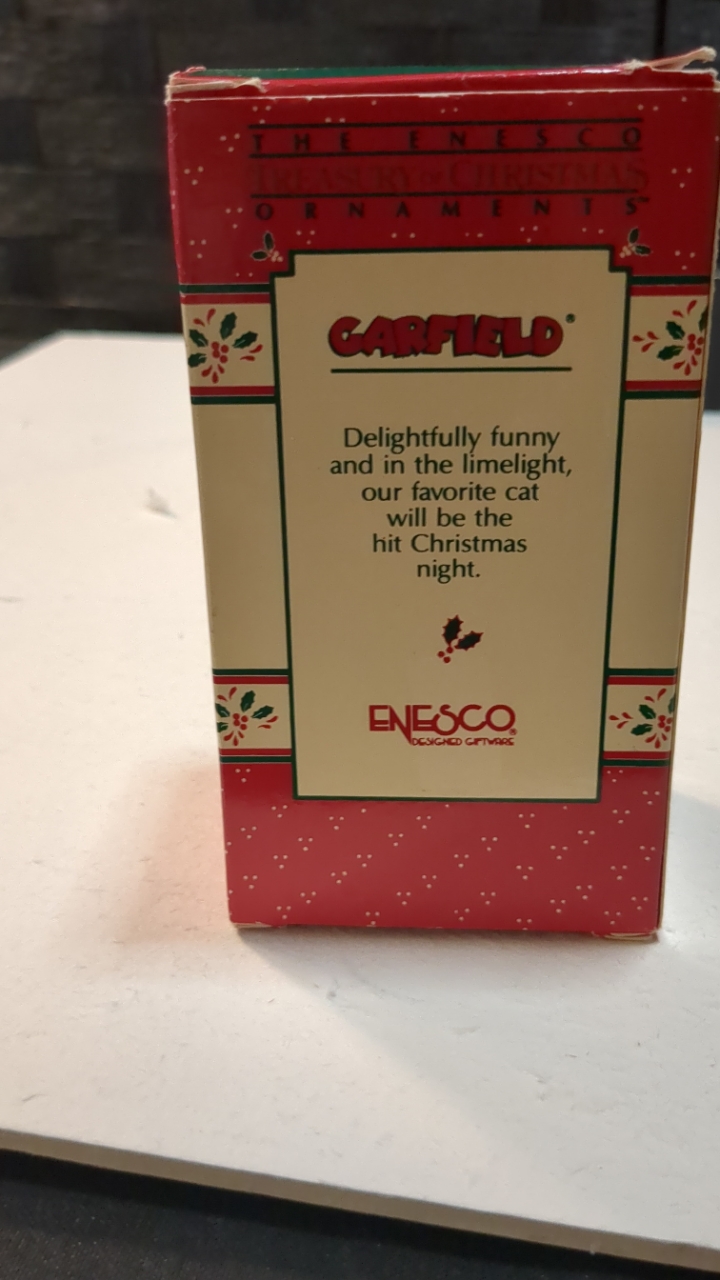 THE ENESCO
TREASURY OF CHRISTMAS
ORNAMENTS™
GARFIELD®
Delightfully funny
and in the limelight,
our favorite cat
will be the
hit Christmas
night.
ENESCO®
DESIGNED GIFTWARE